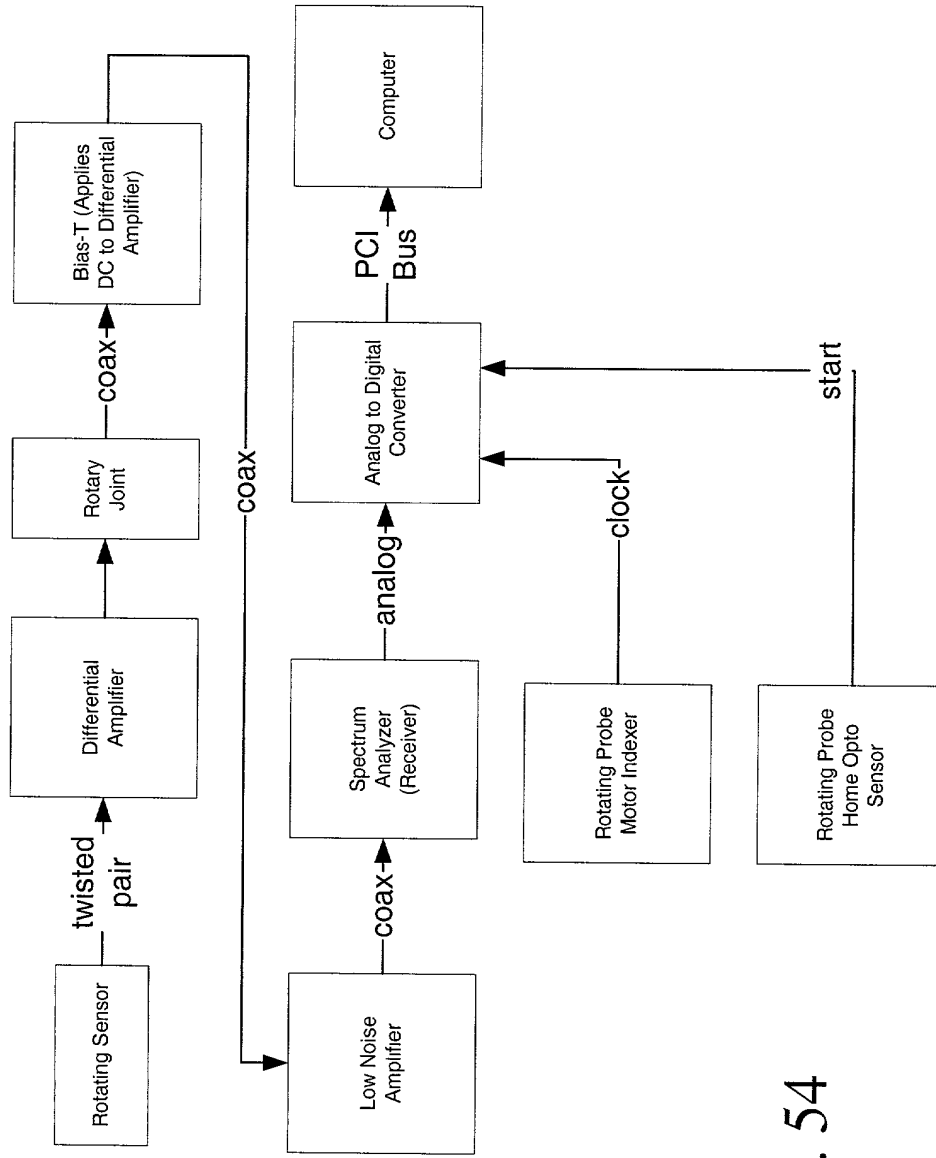 Rotating Sensor
twisted
pair
Differential
Amplifier
Rotary
Joint
coax
Bias-T (Applies
DC to Differential
Amplifier)
coax
Low Noise
Amplifier
coax
Spectrum
Analyzer
(Receiver)
analog
Analog to Digital
Converter
PCI
Bus
Computer
Rotating Probe
Motor Indexer
clock
Rotating Probe
Home Opto
Sensor
start
. 54